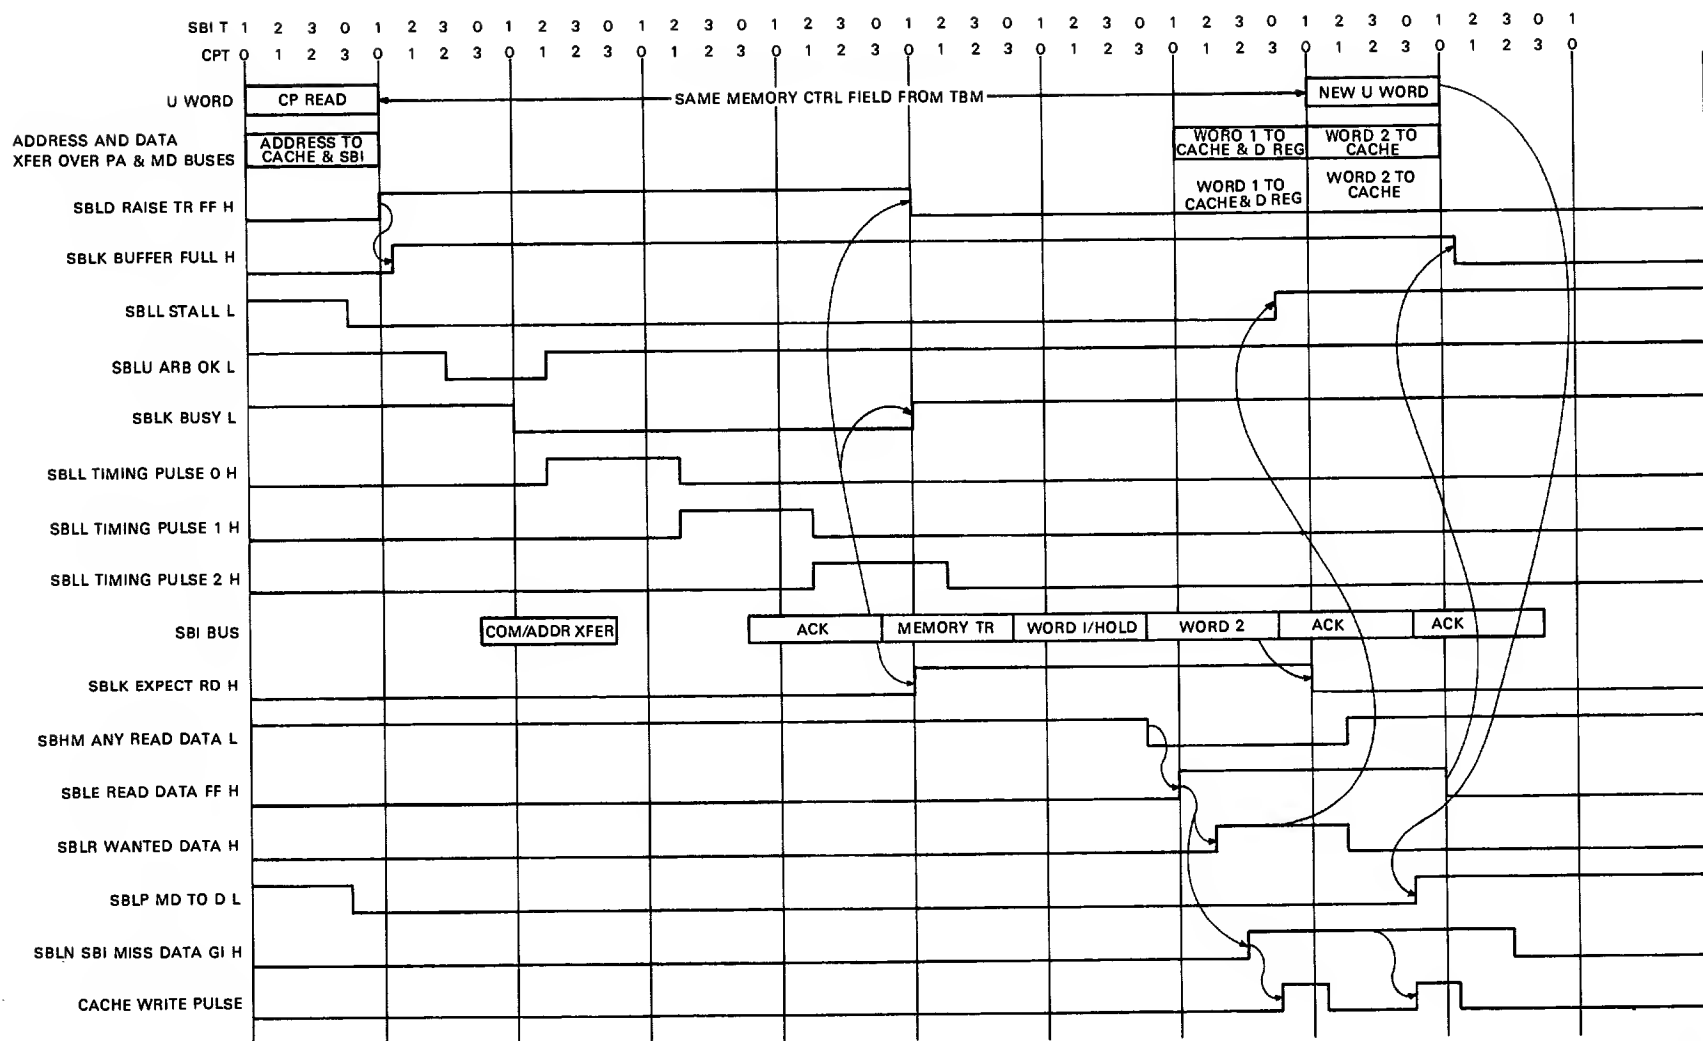 SBI T 1 2 3 0 1 2 3 0 1 2 3 0 1 2 3 0 1 2 3 0 1 2 3 0 1 2 3 0 1 2 3 0 1 2 3 0 1 2 3 0 1
CPT 0 1 2 3 0 1 2 3 0 1 2 3 0 1 2 3 0 1 2 3 0 1 2 3 0 1 2 3 0 1 2 3 0 1 2 3 0 1 2 3 0
U WORD CP READ SAME MEMORY CTRL FIELD FROM TBM NEW U WORD
ADDRESS AND DATA
XFER OVER PA & MD BUSES
ADDRESS TO
CACHE & SBI
WORD 1 TO
CACHE & D REG
WORD 2 TO
CACHE
WORD 1 TO
CACHE & D REG
WORD 2 TO
CACHE
SBLD RAISE TR FF H
SBLK BUFFER FULL H
SBLL STALL L
SBLU ARB OK L
SBLK BUSY L
SBLL TIMING PULSE 0 H
SBLL TIMING PULSE 1 H
SBLL TIMING PULSE 2 H
SBI BUS COM/ADDR XFER ACK MEMORY TR WORD I/HOLD WORD 2 ACK ACK
SBLK EXPECT RD H
SBHM ANY READ DATA L
SBLE READ DATA FF H
SBLR WANTED DATA H
SBLP MD TO D L
SBLN SBI MISS DATA GI H
CACHE WRITE PULSE